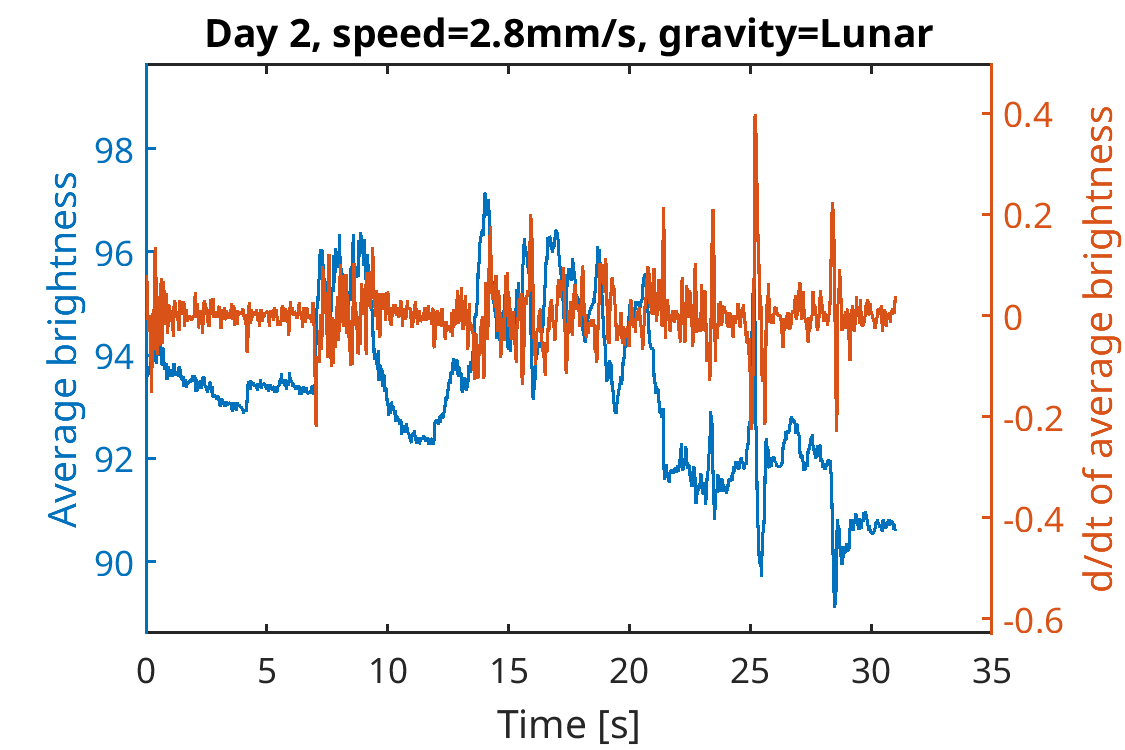 Day 2, speed=2.8mm/s, gravity=Lunar
Average brightness
98
96
94
92
90
0.4
0.2
0
-0.2
-0.4
-0.6
d/dt of average brightness
0 5 10 15 20 25 30 35
Time [s]